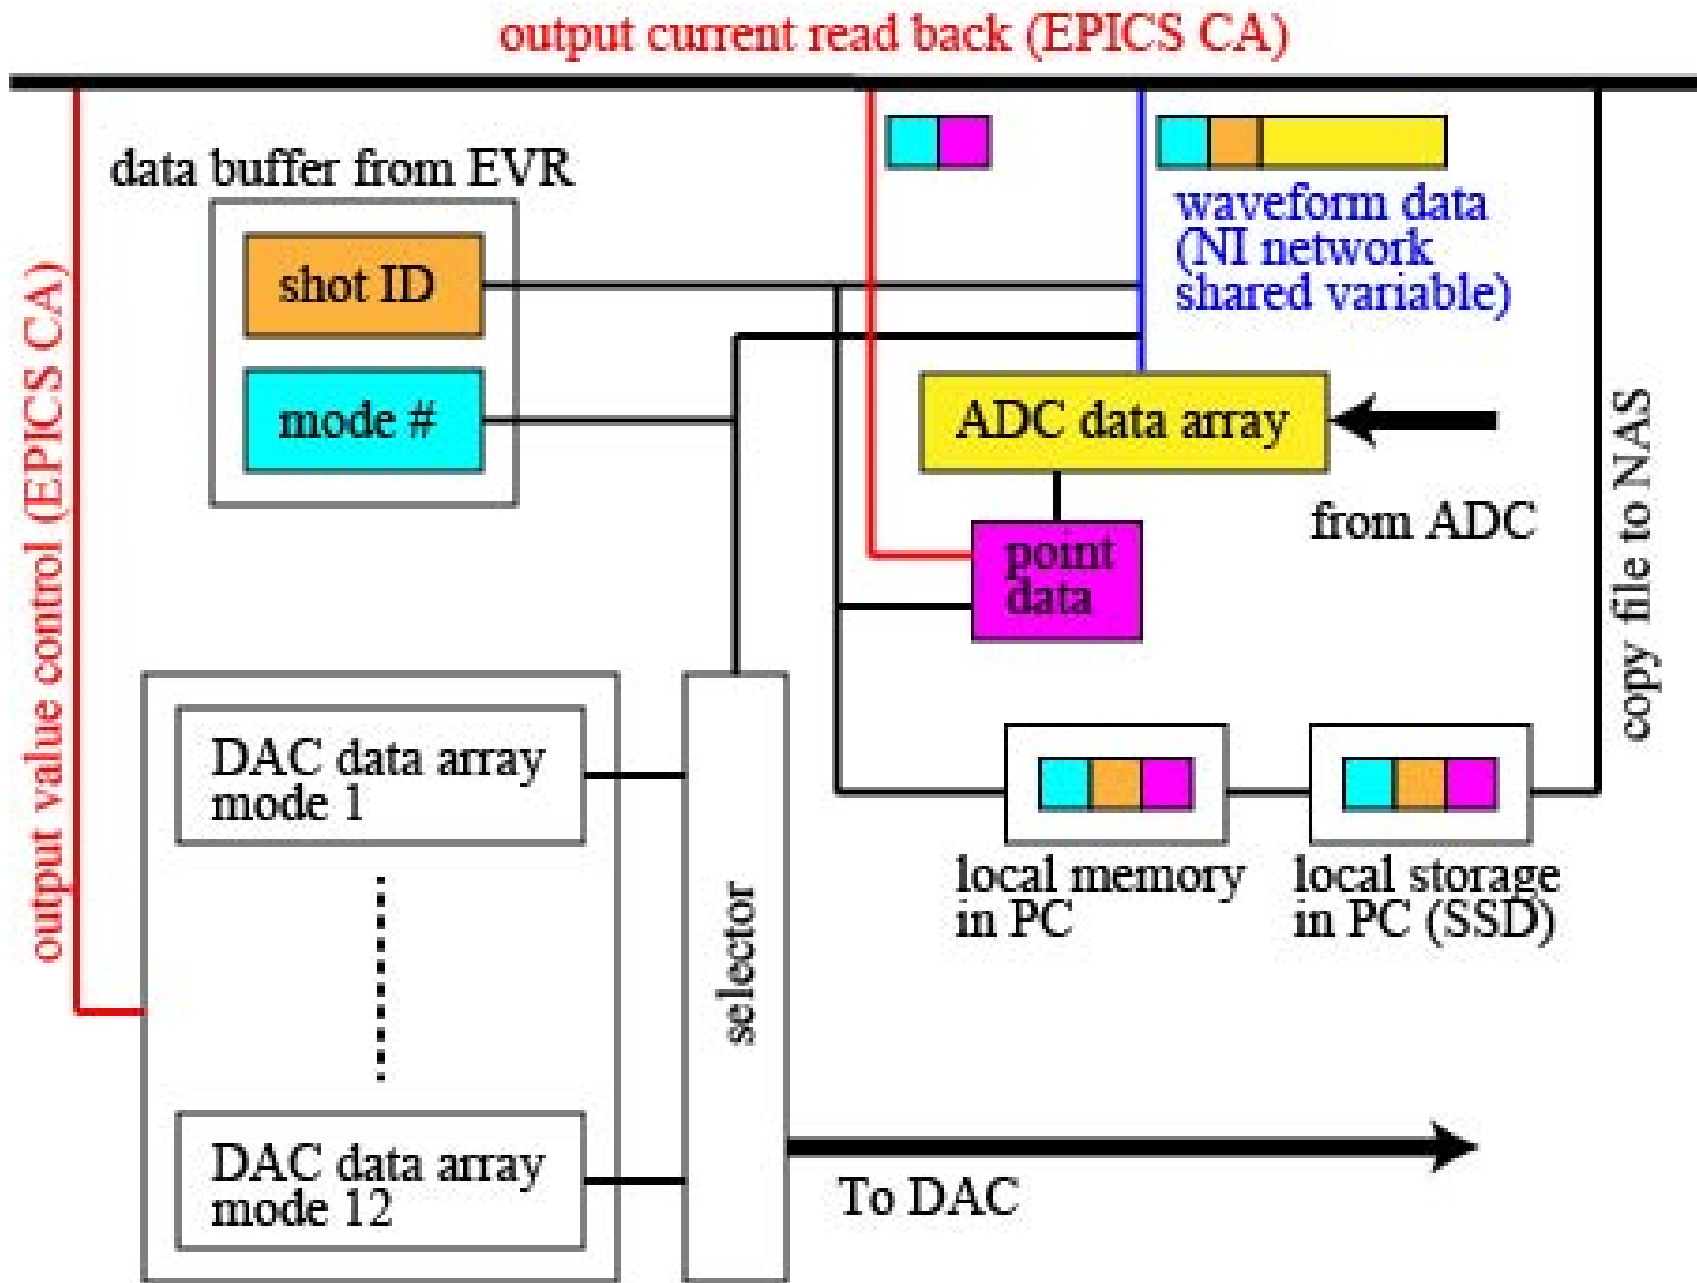 output current read back (EPICS CA)
data buffer from EVR
shot ID
mode #
output value control (EPICS CA)
waveform data
(NI network
shared variable)
ADC data array
from ADC
point
data
copy file to NAS
DAC data array
mode 1
selector
local memory
in PC
local storage
in PC (SSD)
DAC data array
mode 12
To DAC